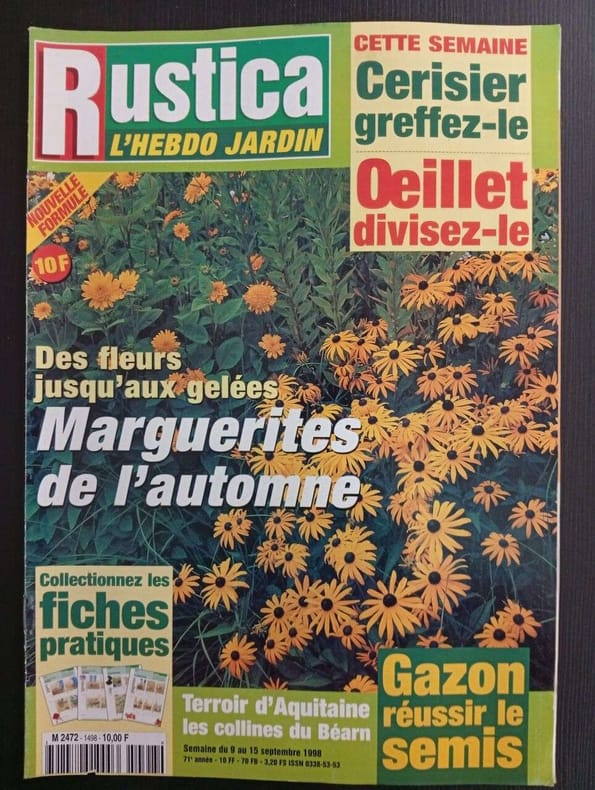 Rustica
L'HEBDO JARDIN
CETTE SEMAINE
Cerisier
greffez-le
Œillet
divisez-le
NOUVELLE
FORMULE
10 F
Des fleurs
jusqu'aux gelées
Marguerites
de l'automne
Collectionnez les
fiches
pratiques
Terroir d'Aquitaine
les collines du Béarn
Semaine du 9 au 15 septembre 1998
71e année - 10 FF - 70 FB - 3,20 FS ISSN 0338-53-53
Gazon
réussir le
semis
M 2472 - 1498 - 10,00 F